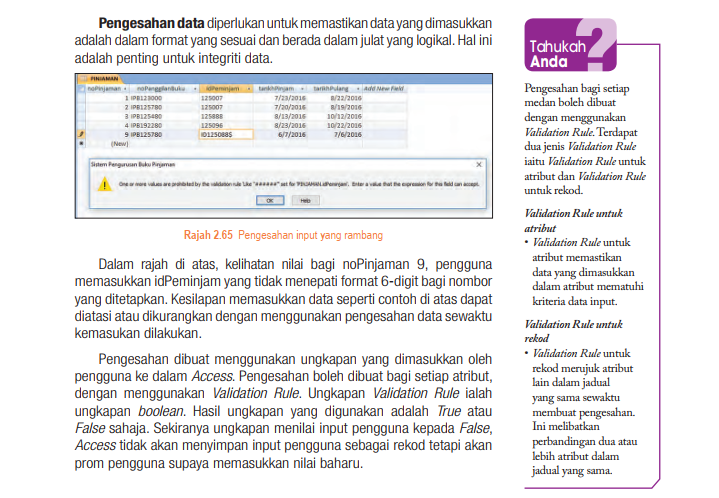 Pengesahan data diperlukan untuk memastikan data yang dimasukkan
adalah dalam format yang sesuai dan berada dalam julat yang logikal. Hal ini
adalah penting untuk integriti data.
PINJAMAN
noPinjaman noPenggilanBuku idPeminjam tarikhPinjam tarikhPulang Add New Field
1 IPB123000 125007 7/23/2016 8/22/2016
2 IPB125780 125007 7/20/2016 8/19/2016
3 IPB125480 125888 8/13/2016 10/12/2016
4 IPB192280 125096 8/23/2016 10/22/2016
9 IPB125780 ID125088$ 6/7/2016 7/6/2016
(New)
Sistem Pengurusan Buku Pinjaman
One or more values are prohibited by the validation rule 'Like "######"' set for 'PINJAMAN.idPeminjam'. Enter a value that the expression for this field can accept.
OK Help
Rajah 2.65 Pengesahan input yang rambang
Dalam rajah di atas, kelihatan nilai bagi noPinjaman 9, pengguna
memasukkan idPeminjam yang tidak menepati format 6-digit bagi nombor
yang ditetapkan. Kesilapan memasukkan data seperti contoh di atas dapat
diatasi atau dikurangkan dengan menggunakan pengesahan data sewaktu
kemasukan dilakukan.
Pengesahan dibuat menggunakan ungkapan yang dimasukkan oleh
pengguna ke dalam Access. Pengesahan boleh dibuat bagi setiap atribut,
dengan menggunakan Validation Rule. Ungkapan Validation Rule ialah
ungkapan boolean. Hasil ungkapan yang digunakan adalah True atau
False sahaja. Sekiranya ungkapan menilai input pengguna kepada False,
Access tidak akan menyimpan input pengguna sebagai rekod tetapi akan
prom pengguna supaya memasukkan nilai baharu.
Tahukah
Anda ?
Pengesahan bagi setiap
medan boleh dibuat
dengan menggunakan
Validation Rule. Terdapat
dua jenis Validation Rule
iaitu Validation Rule untuk
atribut dan Validation Rule
untuk rekod.
Validation Rule untuk
atribut
• Validation Rule untuk
atribut memastikan
data yang dimasukkan
dalam atribut mematuhi
kriteria data input.
Validation Rule untuk
rekod
• Validation Rule untuk
rekod merujuk atribut
lain dalam jadual
yang sama sewaktu
membuat pengesahan.
Ini melibatkan
perbandingan dua atau
lebih atribut dalam
jadual yang sama.